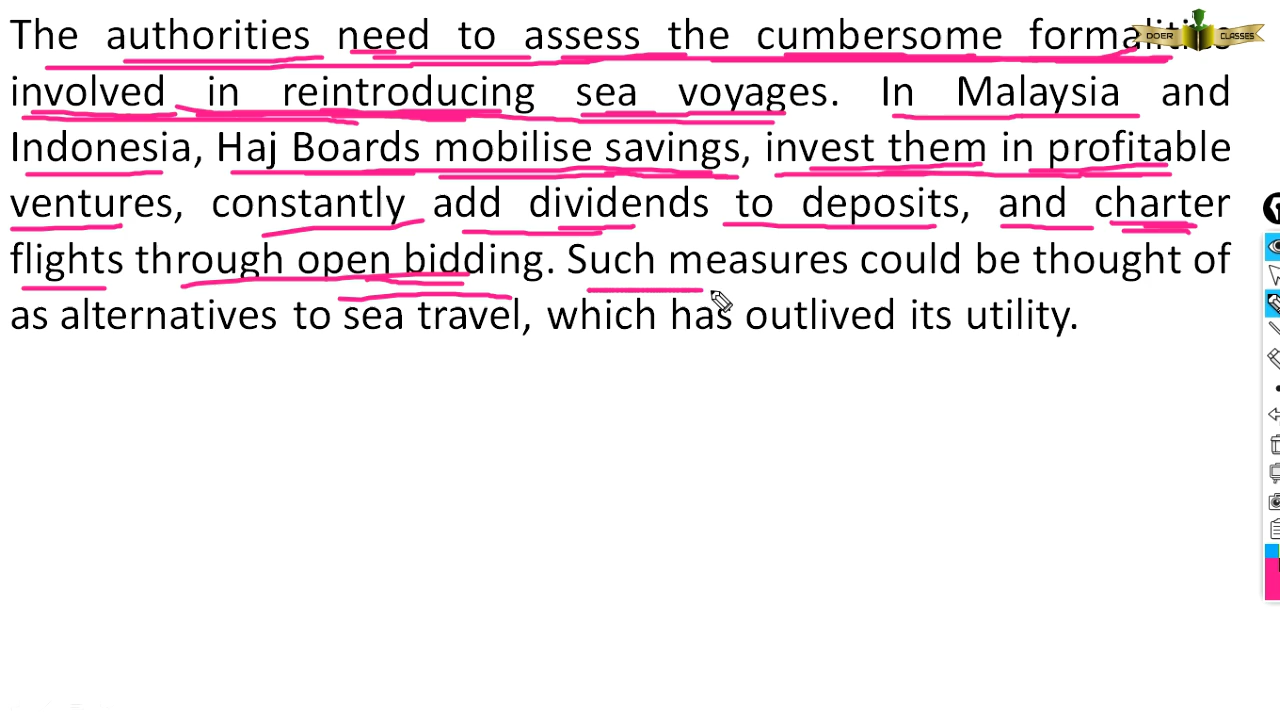 The authorities need to assess the cumbersome formalities
involved in reintroducing sea voyages. In Malaysia and
Indonesia, Haj Boards mobilise savings, invest them in profitable
ventures, constantly add dividends to deposits, and charter
flights through open bidding. Such measures could be thought of
as alternatives to sea travel, which has outlived its utility.
DOER CLASSES